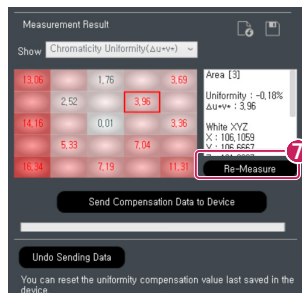 Measurement Result
Show Chromaticity Uniformity(Δu*v*)
13,06 1,76 3,69
2,52 3,96
14,16 0,01 3,36
5,33 7,04
16,34 7,19 11,31
Area [3]
Uniformity : -0,18%
Δu*v* : 3,96
White XYZ
X : 106,1059
Y : 106,6667
7
Re-Measure
Send Compensation Data to Device
Undo Sending Data
You can reset the uniformity compensation value last saved in the
device